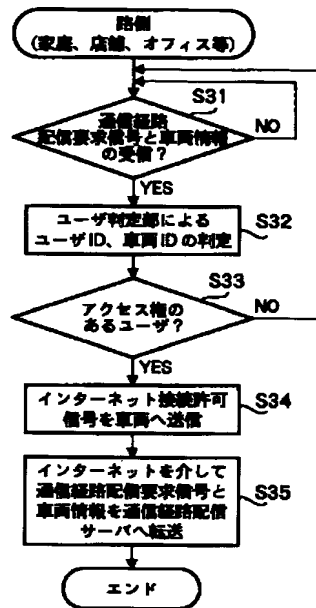 路側
(家庭、店舗、オフィス等)
S31
通信経路
配信要求信号と車両情報
の受信？
NO
YES
S32
ユーザ判定部による
ユーザID、車両IDの判定
S33
アクセス権の
あるユーザ？
NO
YES
インターネット接続許可
信号を車両へ送信
S34
インターネットを介して
通信経路配信要求信号と
車両情報を通信経路配信
サーバへ転送
S35
エンド